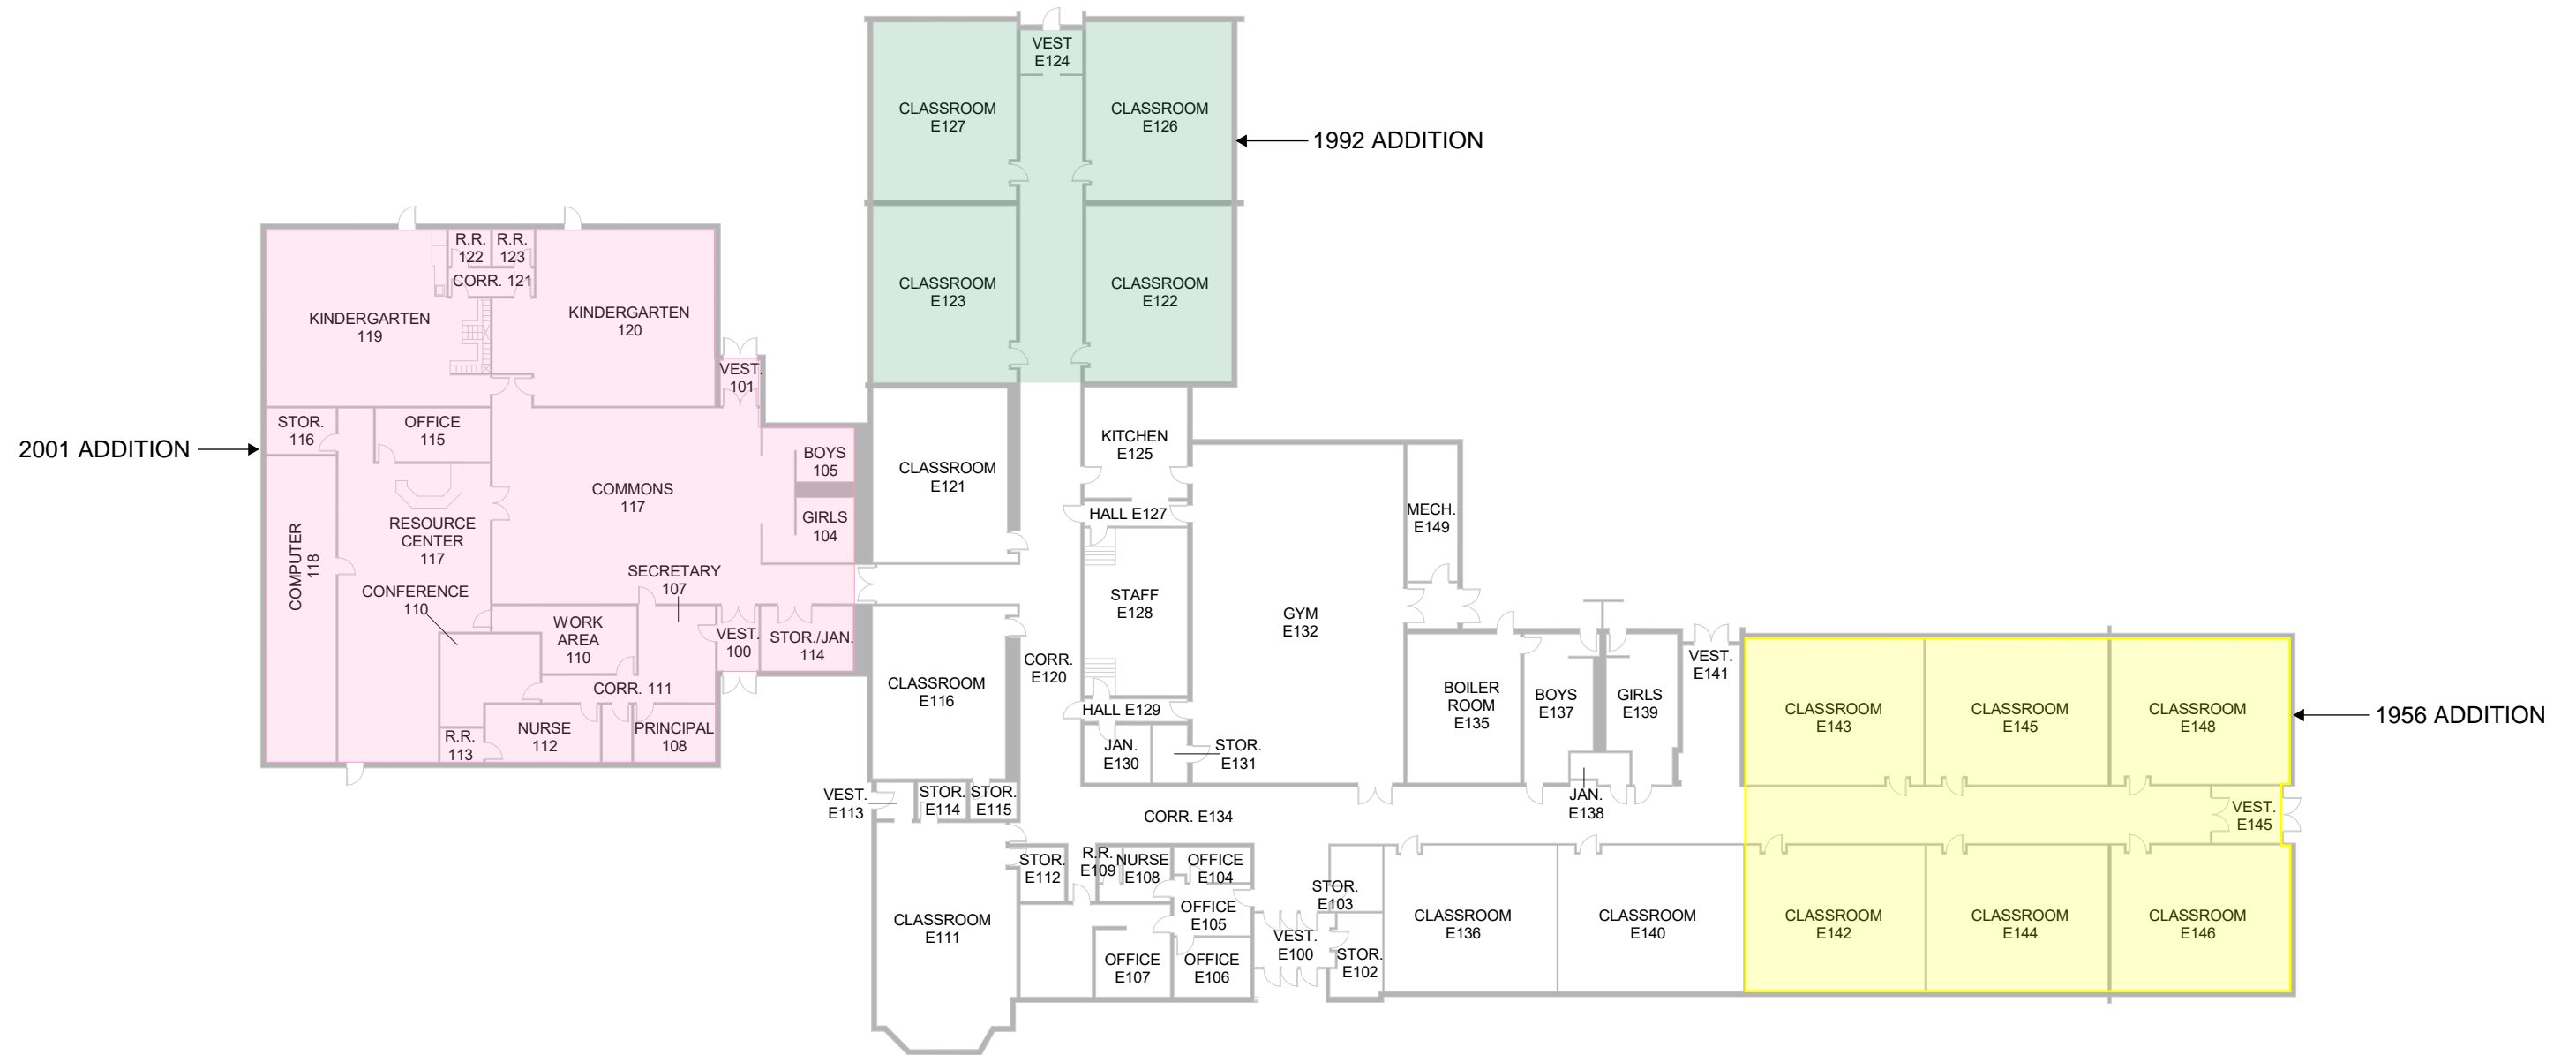 VEST
E124
CLASSROOM
E127
CLASSROOM
E126
1992 ADDITION
CLASSROOM
E123
CLASSROOM
E122
R.R.
122
R.R.
123
CORR. 121
KINDERGARTEN
119
KINDERGARTEN
120
VEST.
101
2001 ADDITION
STOR.
116
OFFICE
115
BOYS
105
COMMONS
117
GIRLS
104
RESOURCE
CENTER
117
COMPUTER
118
SECRETARY
107
CONFERENCE
110
WORK
AREA
110
VEST.
100
STOR./JAN.
114
CORR. 111
R.R.
113
NURSE
112
PRINCIPAL
108
CLASSROOM
E121
KITCHEN
E125
HALL E127
MECH.
E149
STAFF
E128
GYM
E132
CORR.
E120
CLASSROOM
E116
HALL E129
JAN.
E130
STOR.
E131
BOILER
ROOM
E135
BOYS
E137
GIRLS
E139
VEST.
E141
CLASSROOM
E143
CLASSROOM
E145
CLASSROOM
E148
1956 ADDITION
VEST.
E113
STOR.
E114
STOR.
E115
CORR. E134
JAN.
E138
VEST.
E145
STOR.
E112
R.R.
E109
NURSE
E108
OFFICE
E104
STOR.
E103
OFFICE
E105
CLASSROOM
E111
OFFICE
E107
OFFICE
E106
VEST.
E100
STOR.
E102
CLASSROOM
E136
CLASSROOM
E140
CLASSROOM
E142
CLASSROOM
E144
CLASSROOM
E146